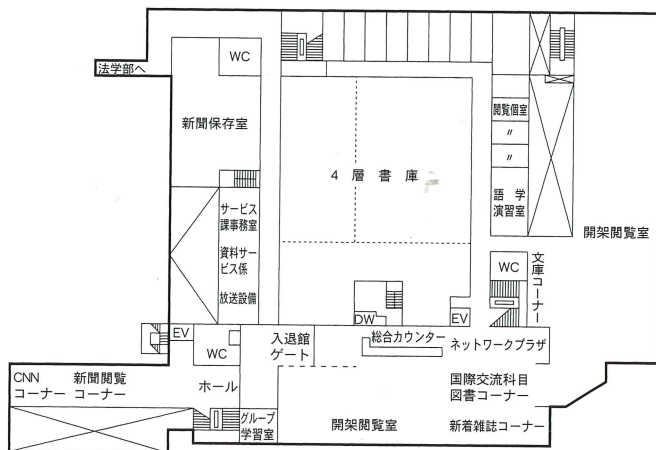 WC
法学部へ
新聞保存室
閲覧個室
〃
〃
4層書庫
語学
演習室
サービス
課事務室
資料サー
ビス係
放送設備
開架閲覧室
文庫コーナー
WC
EV
WC
入退館
ゲート
DW
総合カウンター
EV
ネットワークプラザ
CNN
コーナー
新聞閲覧
コーナー
ホール
国際交流科目
図書コーナー
グループ
学習室
開架閲覧室
新着雑誌コーナー